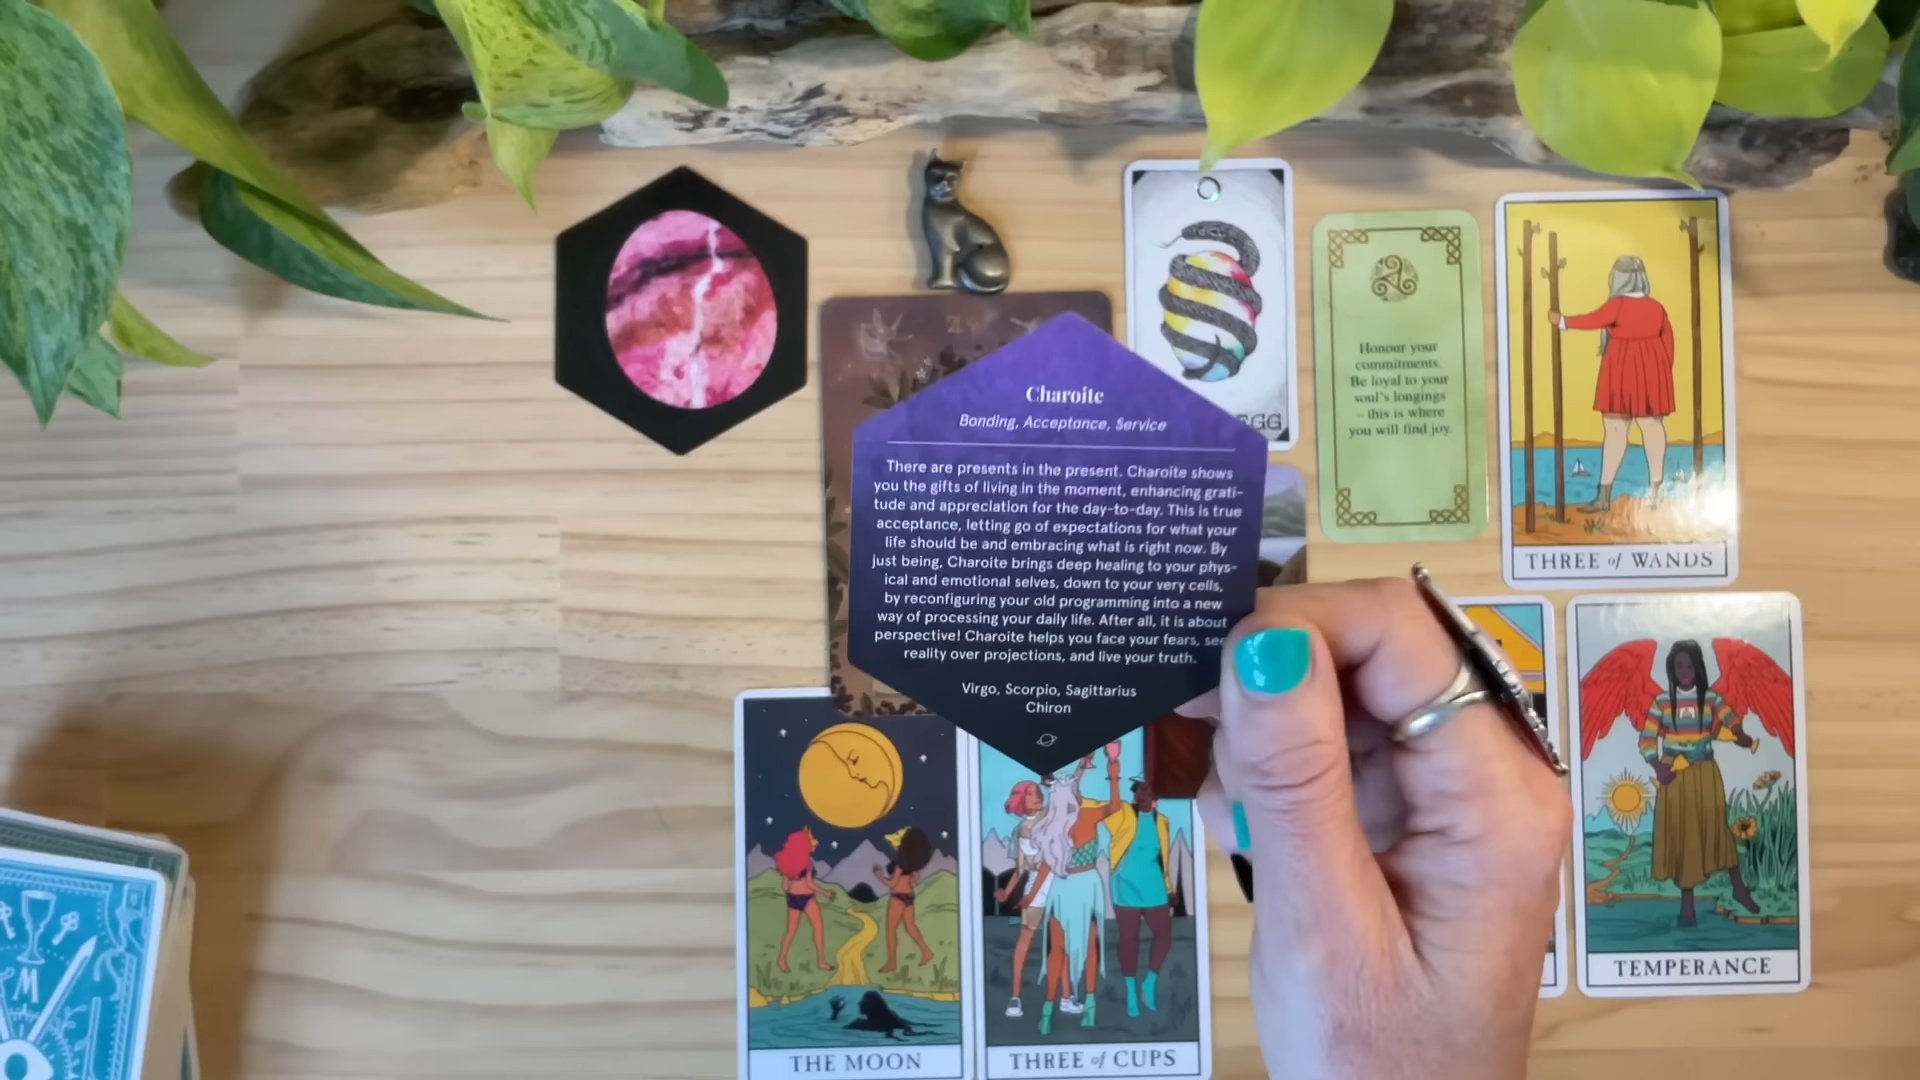 Charoite
Bonding, Acceptance, Service
There are presents in the present. Charoite shows
you the gifts of living in the moment, enhancing grati-
tude and appreciation for the day-to-day. This is true
acceptance, letting go of expectations for what your
life should be and embracing what is right now. By
just being, Charoite brings deep healing to your phys-
ical and emotional selves, down to your very cells,
by reconfiguring your old programming into a new
way of processing your daily life. After all, it is about
perspective! Charoite helps you face your fears, see
reality over projections, and live your truth.
Virgo, Scorpio, Sagittarius
Chiron
EGG
Honour your
commitments.
Be loyal to your
soul's longings
– this is where
you will find joy.
THREE of WANDS
THE MOON
THREE of CUPS
TEMPERANCE
W